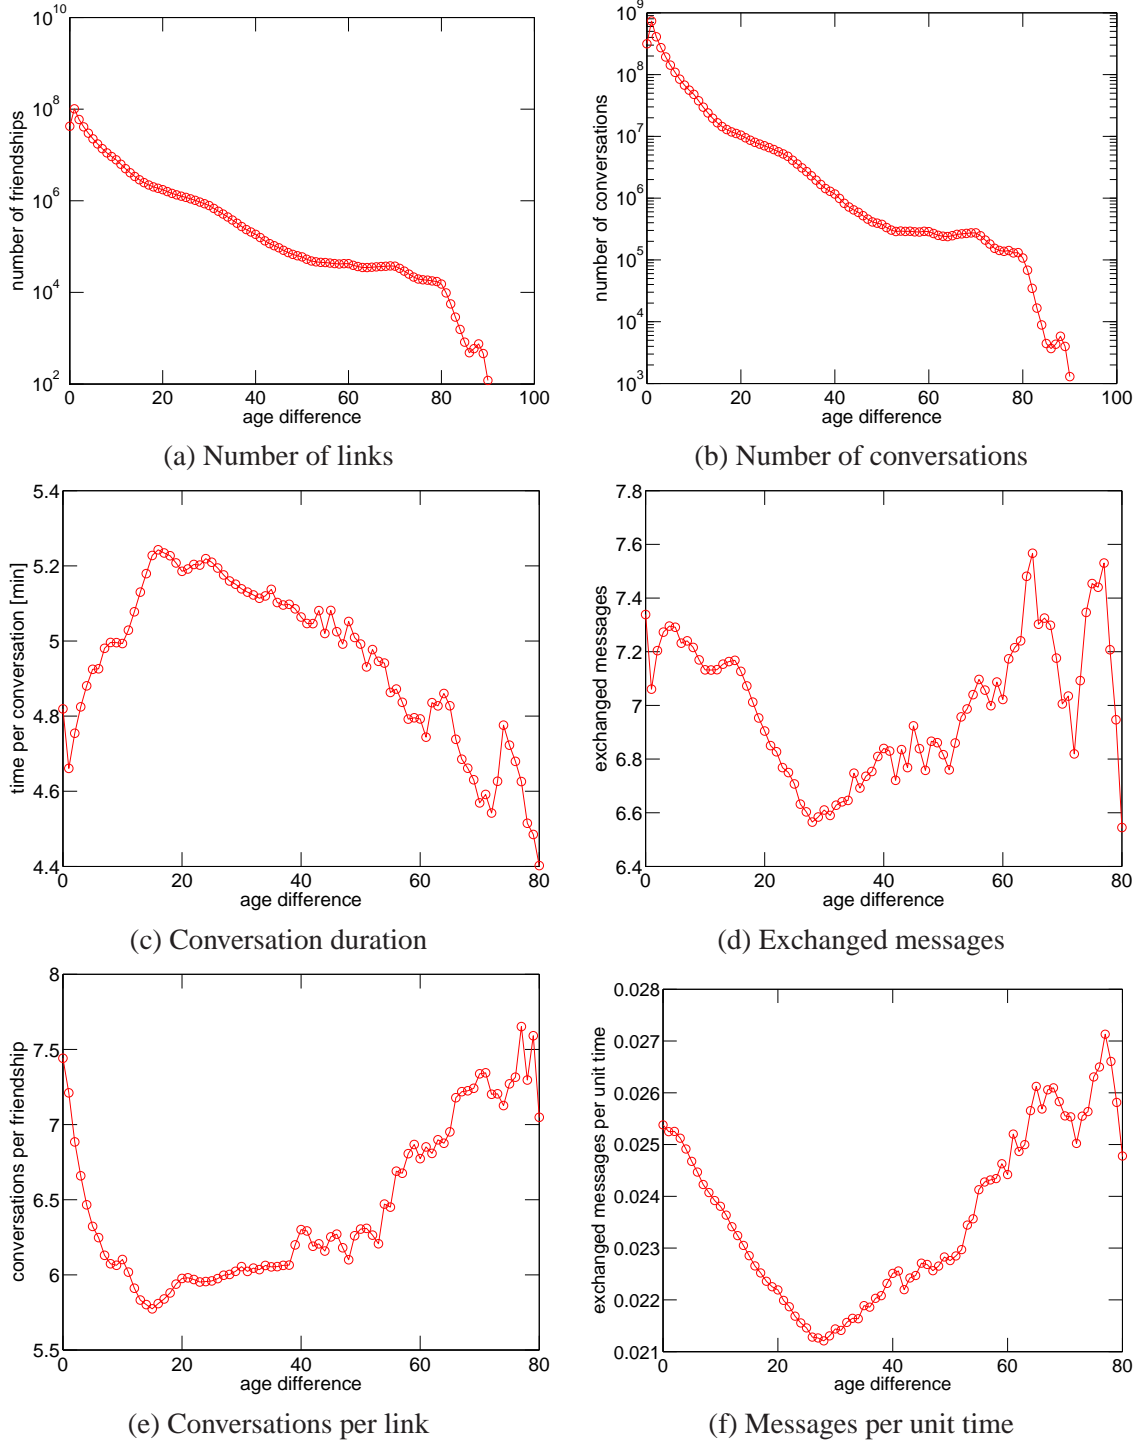 10^10
10^8
10^6
10^4
10^2
number of friendships
0 20 40 60 80 100
age difference
(a) Number of links
10^9
10^8
10^7
10^6
10^5
10^4
10^3
number of conversations
0 20 40 60 80 100
age difference
(b) Number of conversations
5.4
5.2
5
4.8
4.6
4.4
time per conversation [min]
0 20 40 60 80
age difference
(c) Conversation duration
7.8
7.6
7.4
7.2
7
6.8
6.6
6.4
exchanged messages
0 20 40 60 80
age difference
(d) Exchanged messages
8
7.5
7
6.5
6
5.5
conversations per friendship
0 20 40 60 80
age difference
(e) Conversations per link
0.028
0.027
0.026
0.025
0.024
0.023
0.022
0.021
exchanged messages per unit time
0 20 40 60 80
age difference
(f) Messages per unit time